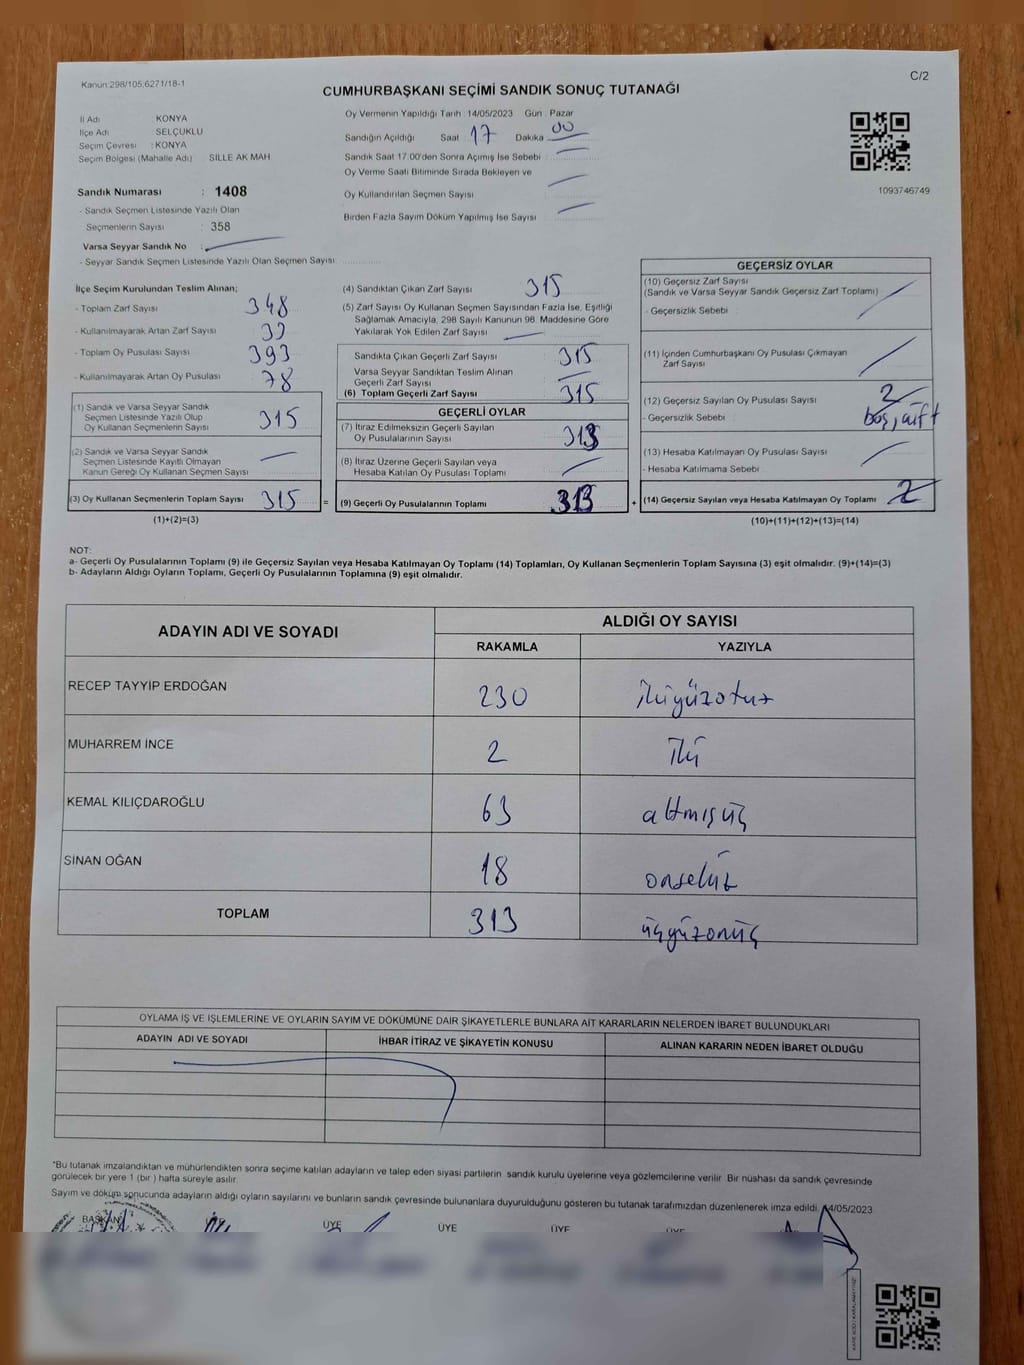 Kanun:298/105,6271/18-1
C/2
CUMHURBAŞKANI SEÇİMİ SANDIK SONUÇ TUTANAĞI
İl Adı KONYA
İlçe Adı SELÇUKLU
Seçim Çevresi : KONYA
Seçim Bölgesi (Mahalle Adı) SİLLE AK MAH
Sandık Numarası : 1408
- Sandık Seçmen Listesinde Yazılı Olan
Seçmenlerin Sayısı : 358
Varsa Seyyar Sandık No :
- Seyyar Sandık Seçmen Listesinde Yazılı Olan Seçmen Sayısı
Oy Vermenin Yapıldığı Tarih :14/05/2023 Gün : Pazar
Sandığın Açıldığı Saat : 17 Dakika : 00
Sandık Saat 17.00'den Sonra Açımış İse Sebebi :
Oy Verme Saati Bitiminde Sırada Bekleyen ve
Oy Kullandırılan Seçmen Sayısı
Birden Fazla Sayım Döküm Yapılmış İse Sayısı :
1093746749
İlçe Seçim Kurulundan Teslim Alınan;
- Toplam Zarf Sayısı : 348
- Kullanılmayarak Artan Zarf Sayısı : 33
- Toplam Oy Pusulası Sayısı : 393
- Kullanılmayarak Artan Oy Pusulası : 78
(1) Sandık ve Varsa Seyyar Sandık
Seçmen Listesinde Yazılı Olup
Oy Kullanan Seçmenlerin Sayısı 315
(2) Sandık ve Varsa Seyyar Sandık
Seçmen Listesinde Kayıtlı Olmayan
Kanun Gereği Oy Kullanan Seçmen Sayısı
(3) Oy Kullanan Seçmenlerin Toplam Sayısı 315 =
(1)+(2)=(3)
(4) Sandıktan Çıkan Zarf Sayısı 315
(5) Zarf Sayısı Oy Kullanan Seçmen Sayısından Fazla İse, Eşitliği
Sağlamak Amacıyla, 298 Sayılı Kanunun 98. Maddesine Göre
Yakılarak Yok Edilen Zarf Sayısı
Sandıkta Çıkan Geçerli Zarf Sayısı 315
Varsa Seyyar Sandıktan Teslim Alınan
Geçerli Zarf Sayısı
(6) Toplam Geçerli Zarf Sayısı 315
GEÇERLİ OYLAR
(7) İtiraz Edilmeksizin Geçerli Sayılan
Oy Pusulalarının Sayısı 313
(8) İtiraz Üzerine Geçerli Sayılan veya
Hesaba Katılan Oy Pusulası Toplamı
(9) Geçerli Oy Pusulalarının Toplamı 313 +
GEÇERSİZ OYLAR
(10) Geçersiz Zarf Sayısı
(Sandık ve Varsa Seyyar Sandık Geçersiz Zarf Toplamı)
- Geçersizlik Sebebi :
(11) İçinden Cumhurbaşkanı Oy Pusulası Çıkmayan
Zarf Sayısı
(12) Geçersiz Sayılan Oy Pusulası Sayısı 2
- Geçersizlik Sebebi : boş, çift
(13) Hesaba Katılmayan Oy Pusulası Sayısı
- Hesaba Katılmama Sebebi :
(14) Geçersiz Sayılan veya Hesaba Katılmayan Oy Toplamı 2
(10)+(11)+(12)+(13)=(14)
NOT:
a- Geçerli Oy Pusulalarının Toplamı (9) ile Geçersiz Sayılan veya Hesaba Katılmayan Oy Toplamı (14) Toplamları, Oy Kullanan Seçmenlerin Toplam Sayısına (3) eşit olmalıdır. (9)+(14)=(3)
b- Adayların Aldığı Oyların Toplamı, Geçerli Oy Pusulalarının Toplamına (9) eşit olmalıdır.
ADAYIN ADI VE SOYADI
ALDIĞI OY SAYISI
RAKAMLA YAZIYLA
RECEP TAYYİP ERDOĞAN 230 ikiyüzotuz
MUHARREM İNCE 2 iki
KEMAL KILIÇDAROĞLU 63 altmışüç
SİNAN OĞAN 18 onsekiz
TOPLAM 313 üçyüzonüç
OYLAMA İŞ VE İŞLEMLERİNE VE OYLARIN SAYIM VE DÖKÜMÜNE DAİR ŞİKAYETLERLE BUNLARA AİT KARARLARIN NELERDEN İBARET BULUNDUKLARI
ADAYIN ADI VE SOYADI İHBAR İTİRAZ VE ŞİKAYETİN KONUSU ALINAN KARARIN NEDEN İBARET OLDUĞU
*Bu tutanak imzalandıktan ve mühürlendikten sonra seçime katılan adayların ve talep eden siyasi partilerin sandık kurulu üyelerine veya gözlemcilerine verilir. Bir nüshası da sandık çevresinde
görülecek bir yere 1 (bir) hafta süreyle asılır.
Sayım ve döküm sonucunda adayların aldığı oyların sayılarını ve bunların sandık çevresinde bulunanlara duyurulduğunu gösteren bu tutanak tarafımızdan düzenlenerek imza edildi. 14/05/2023
BAŞKAN ÜYE ÜYE ÜYE